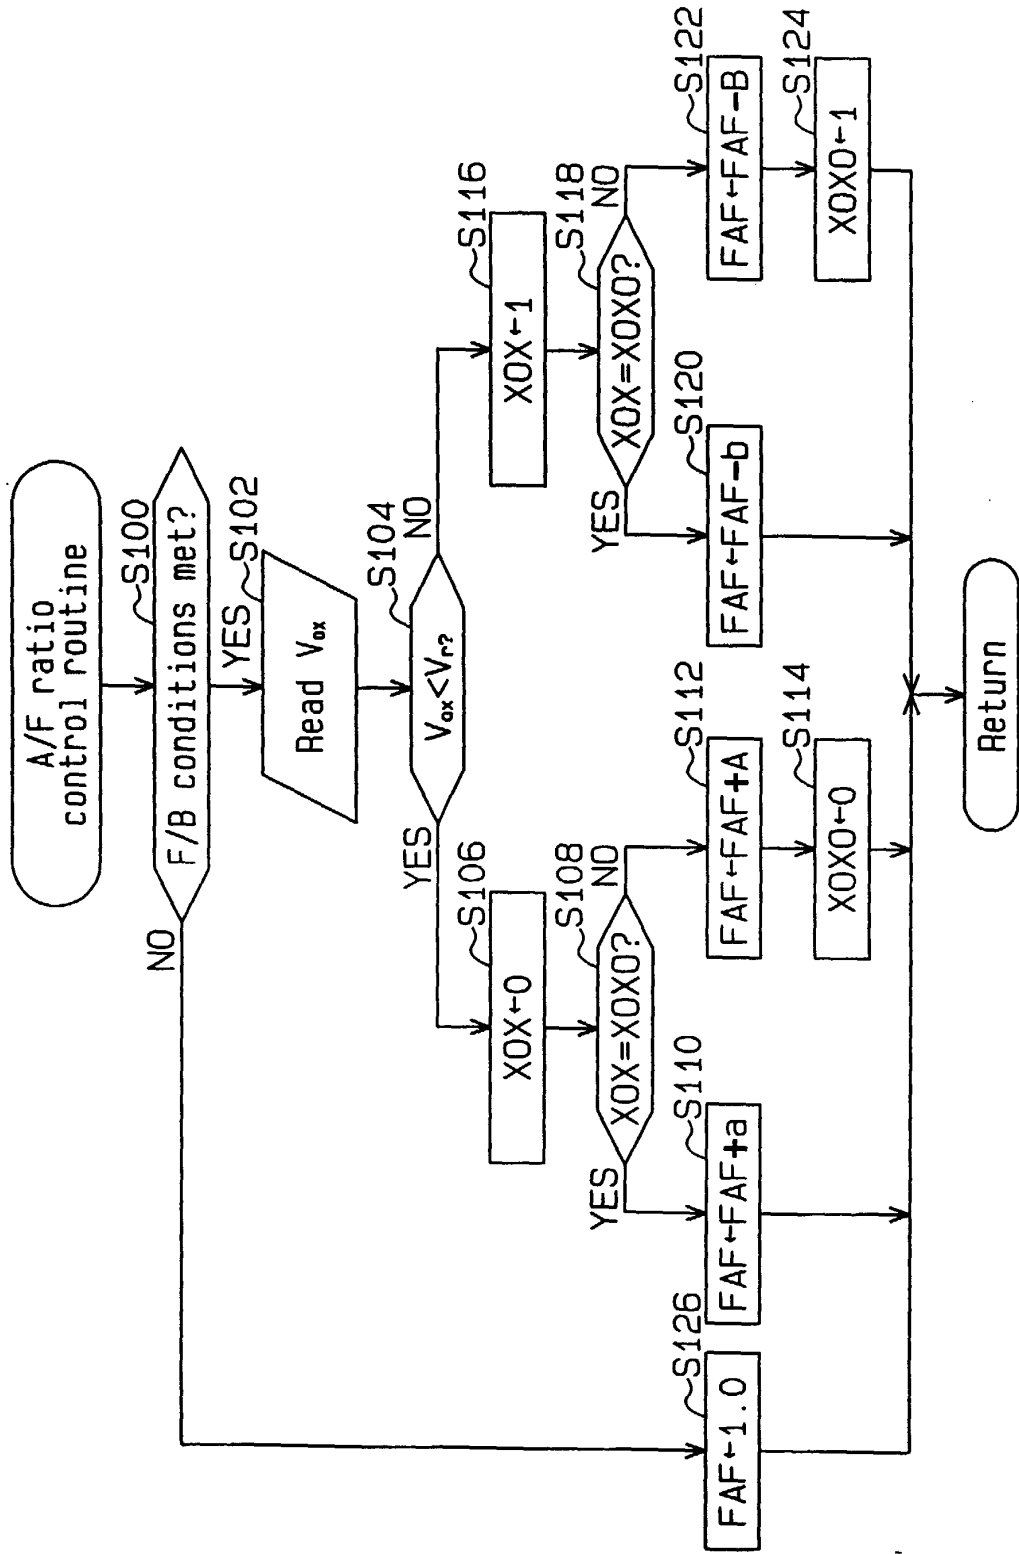 A/F ratio
control routine
S100
F/B conditions met?
NO
YES
S102
Read Vox
S104
Vox<Vr?
YES
NO
S106
XOX←0
S116
XOX←1
S108
XOX=XOXO?
YES
NO
S118
XOX=XOXO?
YES
NO
S126
FAF←1.0
S110
FAF←FAF+a
S112
FAF←FAF+A
S120
FAF←FAF-b
S122
FAF←FAF-B
S114
XOXO←0
S124
XOXO←1
Return